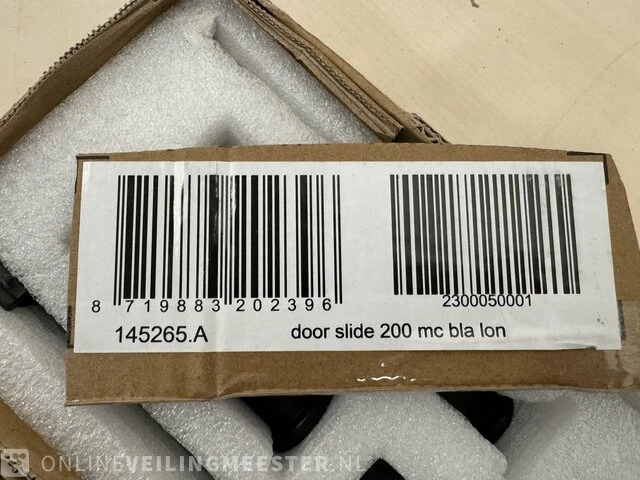 8 719883 202396
2300050001
145265.A
door slide 200 mc bla lon
ONLINEVEILINGMEESTER.NL